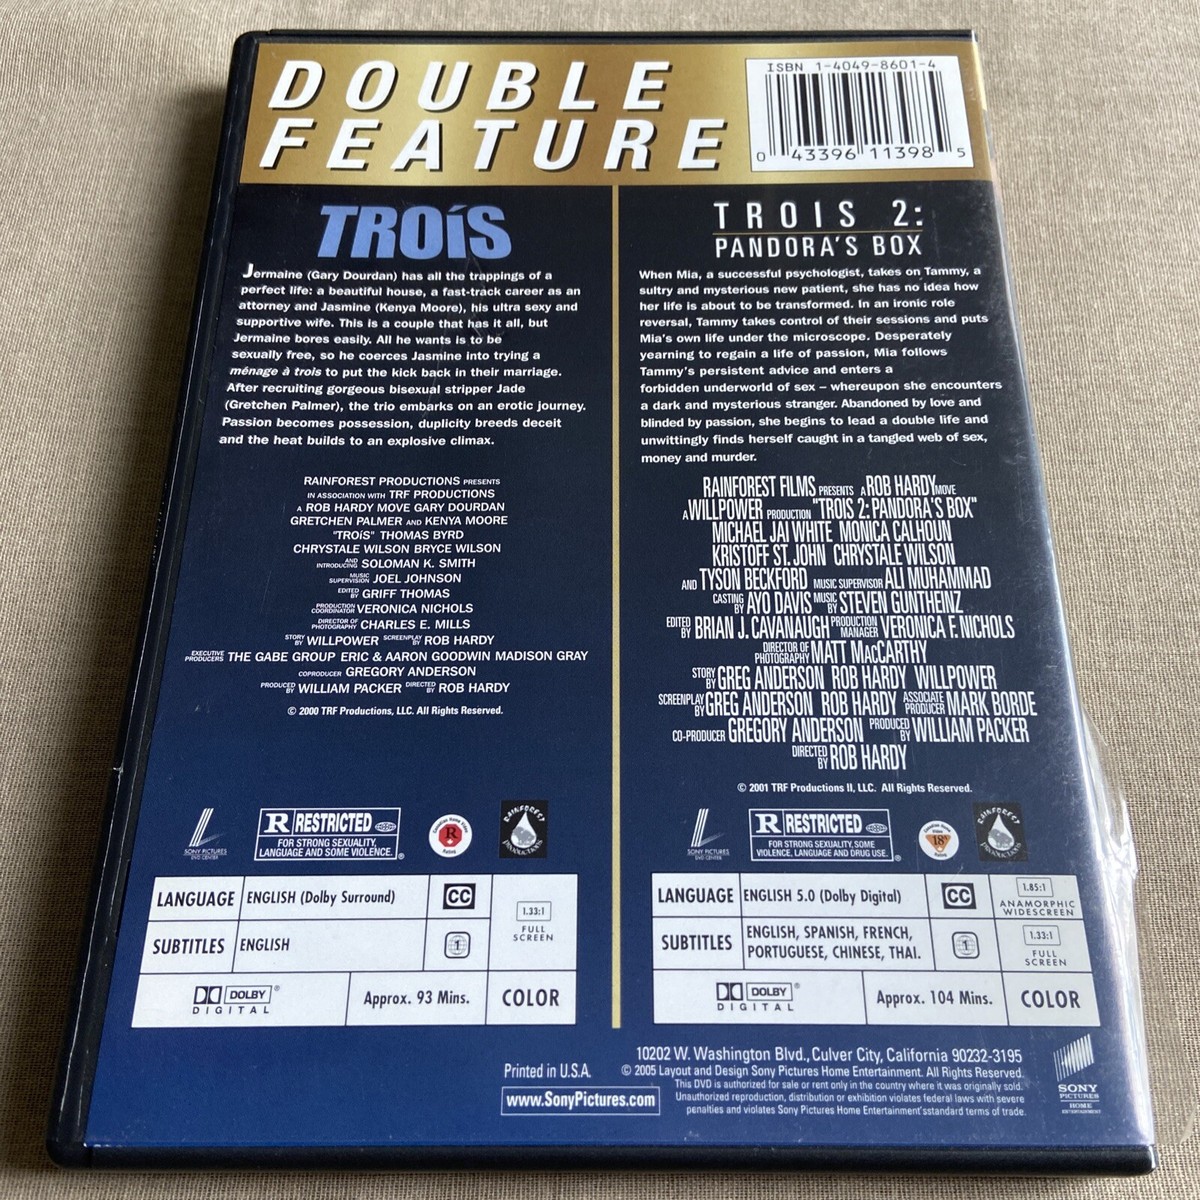 DOUBLE
FEATURE
ISBN 1-4049-8601-4
0 43396 11398 5
TROíS
Jermaine (Gary Dourdan) has all the trappings of a
perfect life: a beautiful house, a fast-track career as an
attorney and Jasmine (Kenya Moore), his ultra sexy and
supportive wife. This is a couple that has it all, but
Jermaine bores easily. All he wants is to be
sexually free, so he coerces Jasmine into trying a
ménage à trois to put the kick back in their marriage.
After recruiting gorgeous bisexual stripper Jade
(Gretchen Palmer), the trio embarks on an erotic journey.
Passion becomes possession, duplicity breeds deceit
and the heat builds to an explosive climax.
RAINFOREST PRODUCTIONS PRESENTS
IN ASSOCIATION WITH TRF PRODUCTIONS
A ROB HARDY MOVE GARY DOURDAN
GRETCHEN PALMER AND KENYA MOORE
"TROíS" THOMAS BYRD
CHRYSTALE WILSON BRYCE WILSON
AND INTRODUCING SOLOMAN K. SMITH
MUSIC SUPERVISION JOEL JOHNSON
EDITED BY GRIFF THOMAS
PRODUCTION COORDINATOR VERONICA NICHOLS
DIRECTOR OF PHOTOGRAPHY CHARLES E. MILLS
STORY BY WILLPOWER SCREENPLAY BY ROB HARDY
EXECUTIVE PRODUCERS THE GABE GROUP ERIC & AARON GOODWIN MADISON GRAY
COPRODUCER GREGORY ANDERSON
PRODUCED BY WILLIAM PACKER DIRECTED BY ROB HARDY
© 2000 TRF Productions, LLC. All Rights Reserved.
SONY PICTURES
DVD CENTER
R RESTRICTED
FOR STRONG SEXUALITY,
LANGUAGE AND SOME VIOLENCE.
Canadian Home Video
R
Rating
RAINFOREST
PRODUCTIONS
LANGUAGE ENGLISH (Dolby Surround) CC
SUBTITLES ENGLISH 1
1.33:1
FULL
SCREEN
DOLBY
DIGITAL
Approx. 93 Mins. COLOR
TROIS 2:
PANDORA'S BOX
When Mia, a successful psychologist, takes on Tammy, a
sultry and mysterious new patient, she has no idea how
her life is about to be transformed. In an ironic role
reversal, Tammy takes control of their sessions and puts
Mia's own life under the microscope. Desperately
yearning to regain a life of passion, Mia follows
Tammy's persistent advice and enters a
forbidden underworld of sex – whereupon she encounters
a dark and mysterious stranger. Abandoned by love and
blinded by passion, she begins to lead a double life and
unwittingly finds herself caught in a tangled web of sex,
money and murder.
RAINFOREST FILMS PRESENTS A ROB HARDY MOVE
A WILLPOWER PRODUCTION "TROIS 2: PANDORA'S BOX"
MICHAEL JAI WHITE MONICA CALHOUN
KRISTOFF ST. JOHN CHRYSTALE WILSON
AND TYSON BECKFORD MUSIC SUPERVISOR ALI MUHAMMAD
CASTING BY AYO DAVIS MUSIC BY STEVEN GUNTHEINZ
EDITED BY BRIAN J. CAVANAUGH PRODUCTION MANAGER VERONICA F. NICHOLS
DIRECTOR OF PHOTOGRAPHY MATT MacCARTHY
STORY BY GREG ANDERSON ROB HARDY WILLPOWER
SCREENPLAY BY GREG ANDERSON ROB HARDY ASSOCIATE PRODUCER MARK BORDE
CO-PRODUCER GREGORY ANDERSON PRODUCED BY WILLIAM PACKER
DIRECTED BY ROB HARDY
© 2001 TRF Productions II, LLC. All Rights Reserved.
SONY PICTURES
DVD CENTER
R RESTRICTED
FOR STRONG SEXUALITY, SOME
VIOLENCE, LANGUAGE AND DRUG USE.
Canadian Home Video
18A
Rating
RAINFOREST
PRODUCTIONS
LANGUAGE ENGLISH 5.0 (Dolby Digital) CC
1.85:1
ANAMORPHIC
WIDESCREEN
SUBTITLES ENGLISH, SPANISH, FRENCH,
PORTUGUESE, CHINESE, THAI. 1
1.33:1
FULL
SCREEN
DOLBY
DIGITAL
Approx. 104 Mins. COLOR
Printed in U.S.A.
www.SonyPictures.com
10202 W. Washington Blvd., Culver City, California 90232-3195
© 2005 Layout and Design Sony Pictures Home Entertainment. All Rights Reserved.
This DVD is authorized for sale or rent only in the country where it was originally sold.
Unauthorized reproduction, distribution or exhibition violates federal laws with severe
penalties and violates Sony Pictures Home Entertainment'sstandard terms of trade.
SONY
PICTURES
HOME
ENTERTAINMENT